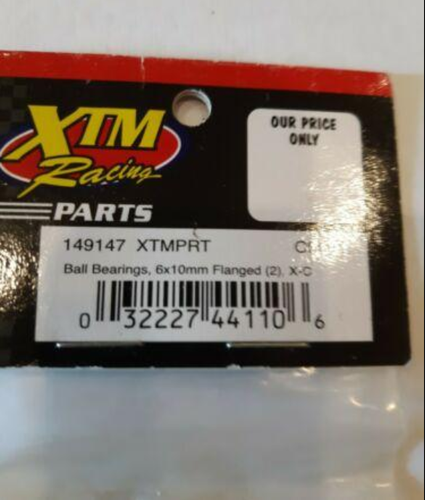 XTM
Racing
PARTS
OUR PRICE
ONLY
149147 XTMPRT
Ball Bearings, 6x10mm Flanged (2), X-C
0 32227 44110 6